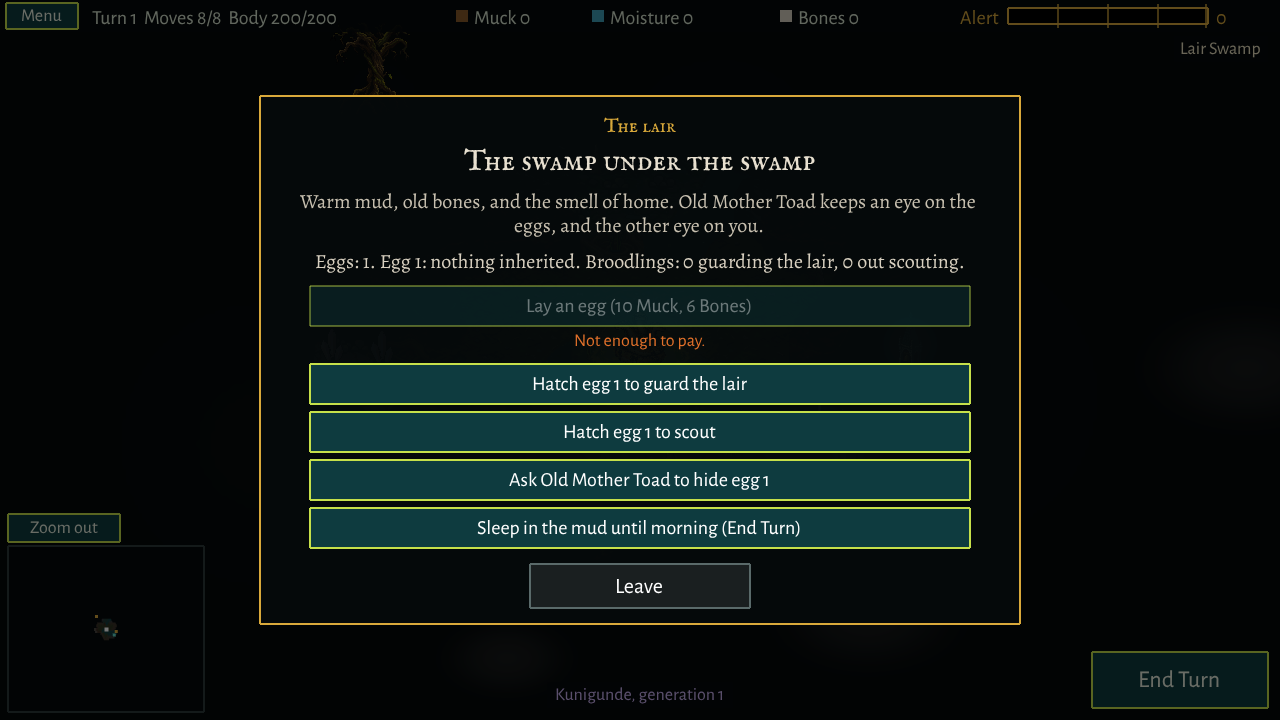 Menu
Turn 1 Moves 8/8 Body 200/200
Muck 0
Moisture 0
Bones 0
Alert
0
Lair Swamp
The lair
The swamp under the swamp
Warm mud, old bones, and the smell of home. Old Mother Toad keeps an eye on the
eggs, and the other eye on you.
Eggs: 1. Egg 1: nothing inherited. Broodlings: 0 guarding the lair, 0 out scouting.
Lay an egg (10 Muck, 6 Bones)
Not enough to pay.
Hatch egg 1 to guard the lair
Hatch egg 1 to scout
Ask Old Mother Toad to hide egg 1
Sleep in the mud until morning (End Turn)
Leave
Zoom out
Kunigunde, generation 1
End Turn